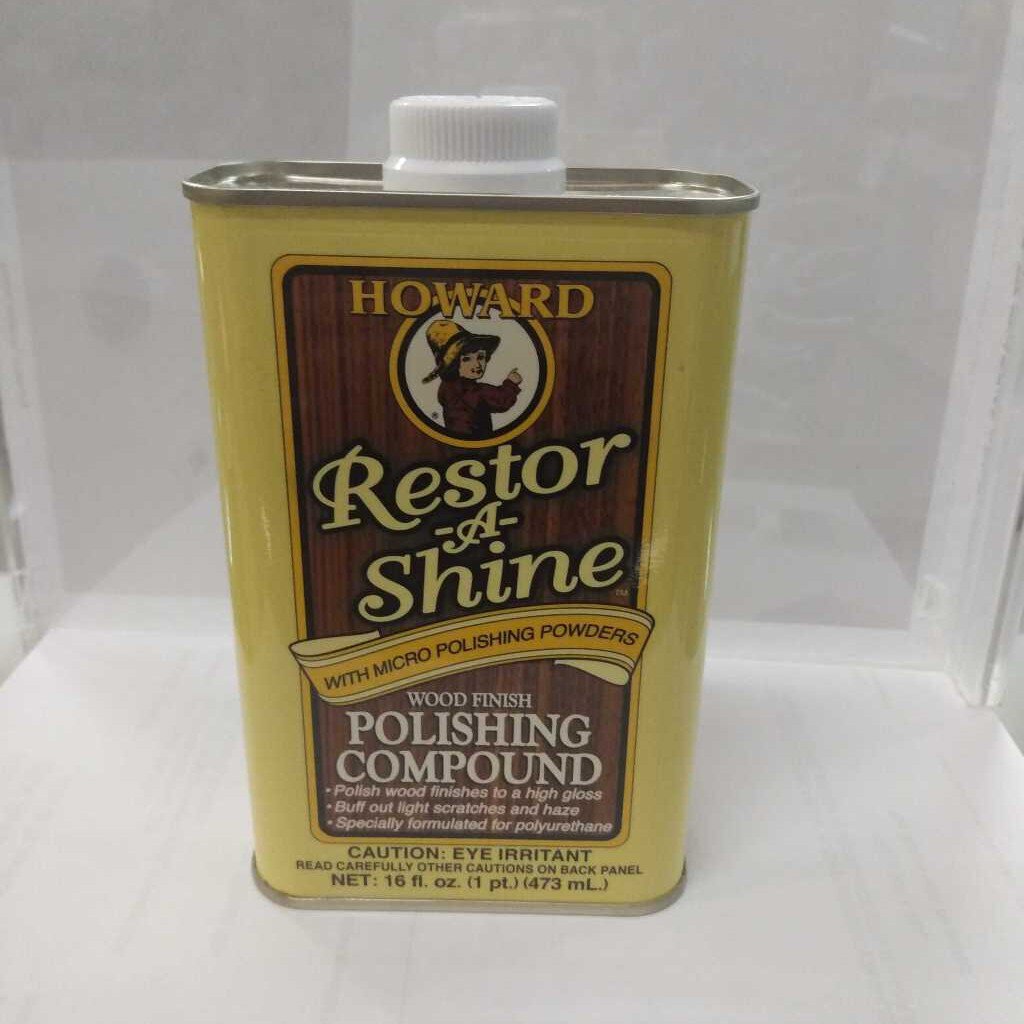 HOWARD
®
Restor
-A-
Shine
TM
WITH MICRO POLISHING POWDERS
WOOD FINISH
POLISHING
COMPOUND
• Polish wood finishes to a high gloss
• Buff out light scratches and haze
• Specially formulated for polyurethane
CAUTION: EYE IRRITANT
READ CAREFULLY OTHER CAUTIONS ON BACK PANEL
NET: 16 fl. oz. (1 pt.) (473 mL.)